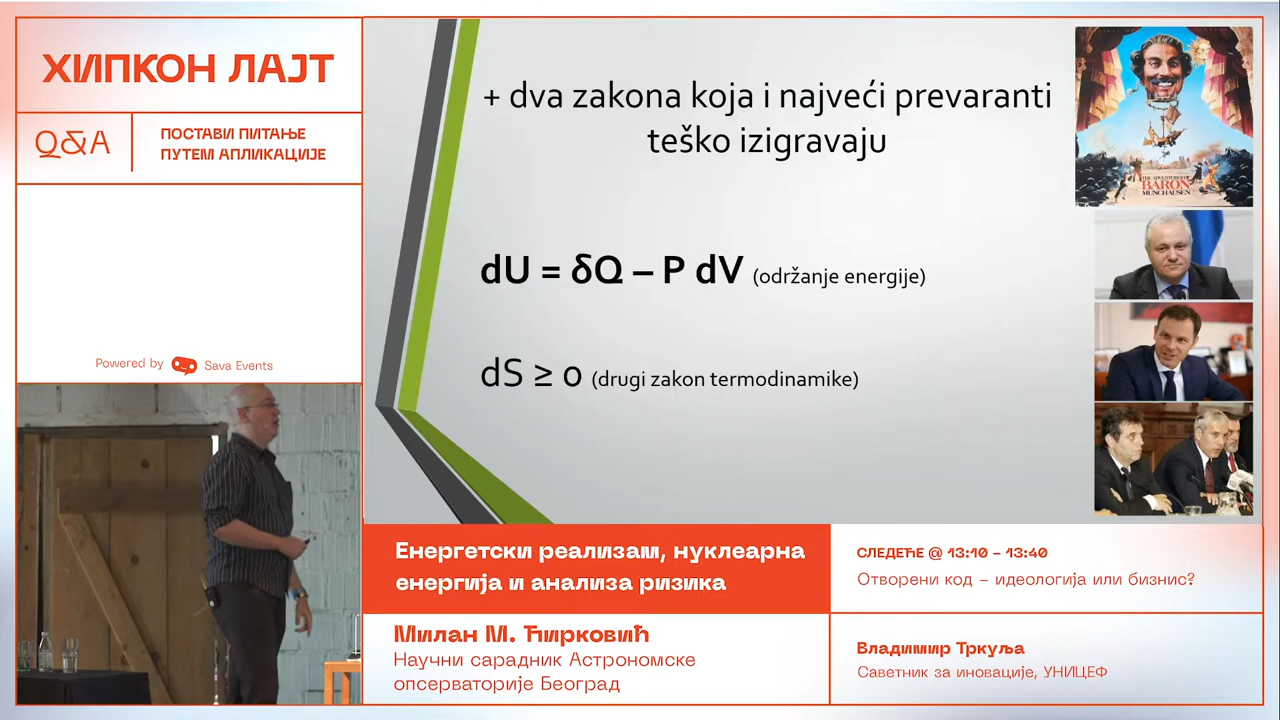 ХИПКОН ЛАЈТ
Q&A
ПОСТАВИ ПИТАЊЕ
ПУТЕМ АПЛИКАЦИЈЕ
Powered by Sava Events
+ dva zakona koja i najveći prevaranti
teško izigravaju
dU = δQ – P dV (održanje energije)
dS ≥ 0 (drugi zakon termodinamike)
THE ADVENTURES OF
BARON
MUNCHAUSEN
Енергетски реализам, нуклеарна
енергија и анализа ризика
Милан М. Ћирковић
Научни сарадник Астрономске
опсерваторије Београд
СЛЕДЕЋЕ @ 13:10 – 13:40
Отворени код – идеологија или бизнис?
Владимир Тркуља
Саветник за иновације, УНИЦЕФ